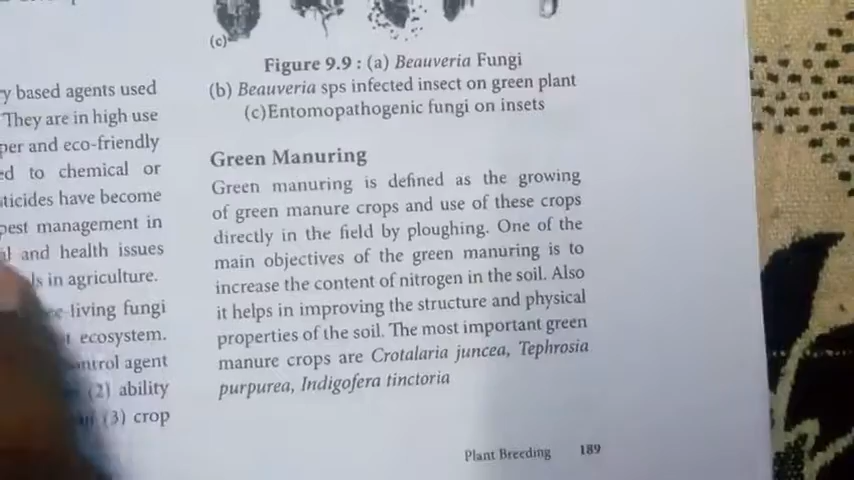 y based agents used
They are in high use
per and eco-friendly
ed to chemical or
sticides have become
pest management in
and health issues
ls in agriculture.
living fungi
ecosystem.
ontrol agent
(2) ability
(3) crop
(c)
Figure 9.9 : (a) Beauveria Fungi
(b) Beauveria sps infected insect on green plant
(c)Entomopathogenic fungi on insets
Green Manuring
Green manuring is defined as the growing
of green manure crops and use of these crops
directly in the field by ploughing. One of the
main objectives of the green manuring is to
increase the content of nitrogen in the soil. Also
it helps in improving the structure and physical
properties of the soil. The most important green
manure crops are Crotalaria juncea, Tephrosia
purpurea, Indigofera tinctoria
Plant Breeding 189